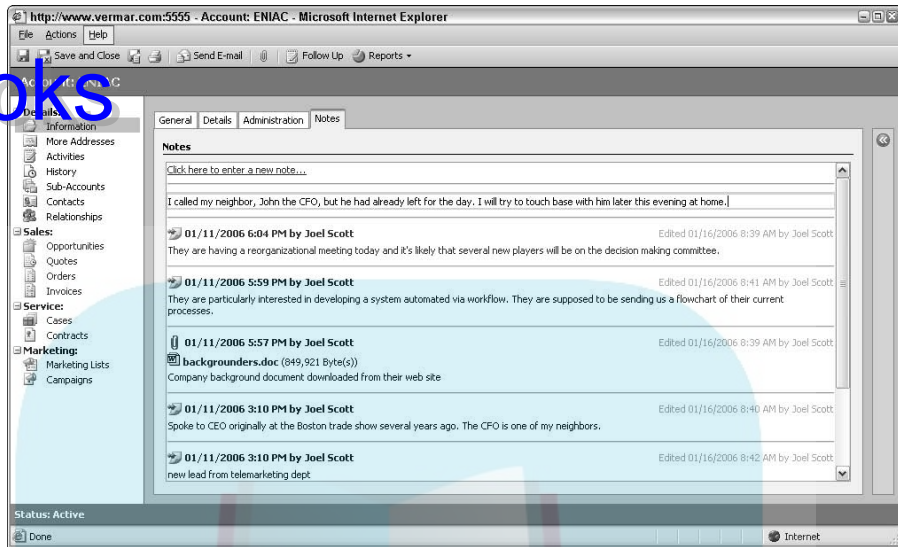 http://www.vermar.com:5555 - Account: ENIAC - Microsoft Internet Explorer
File Actions Help
Save and Close Send E-mail Follow Up Reports
Account: ENIAC
oks
Details:
Information
More Addresses
Activities
History
Sub-Accounts
Contacts
Relationships
Sales:
Opportunities
Quotes
Orders
Invoices
Service:
Cases
Contracts
Marketing:
Marketing Lists
Campaigns
General Details Administration Notes
Notes
Click here to enter a new note...
I called my neighbor, John the CFO, but he had already left for the day. I will try to touch base with him later this evening at home.
01/11/2006 6:04 PM by Joel Scott Edited 01/16/2006 8:39 AM by Joel Scott
They are having a reorganizational meeting today and it's likely that several new players will be on the decision making committee.
01/11/2006 5:59 PM by Joel Scott Edited 01/16/2006 8:41 AM by Joel Scott
They are particularly interested in developing a system automated via workflow. They are supposed to be sending us a flowchart of their current
processes.
01/11/2006 5:57 PM by Joel Scott Edited 01/16/2006 8:39 AM by Joel Scott
backgrounders.doc (849,921 Byte(s))
Company background document downloaded from their web site
01/11/2006 3:10 PM by Joel Scott Edited 01/16/2006 8:40 AM by Joel Scott
Spoke to CEO originally at the Boston trade show several years ago. The CFO is one of my neighbors.
01/11/2006 3:10 PM by Joel Scott Edited 01/16/2006 8:42 AM by Joel Scott
new lead from telemarketing dept
Status: Active
Done Internet